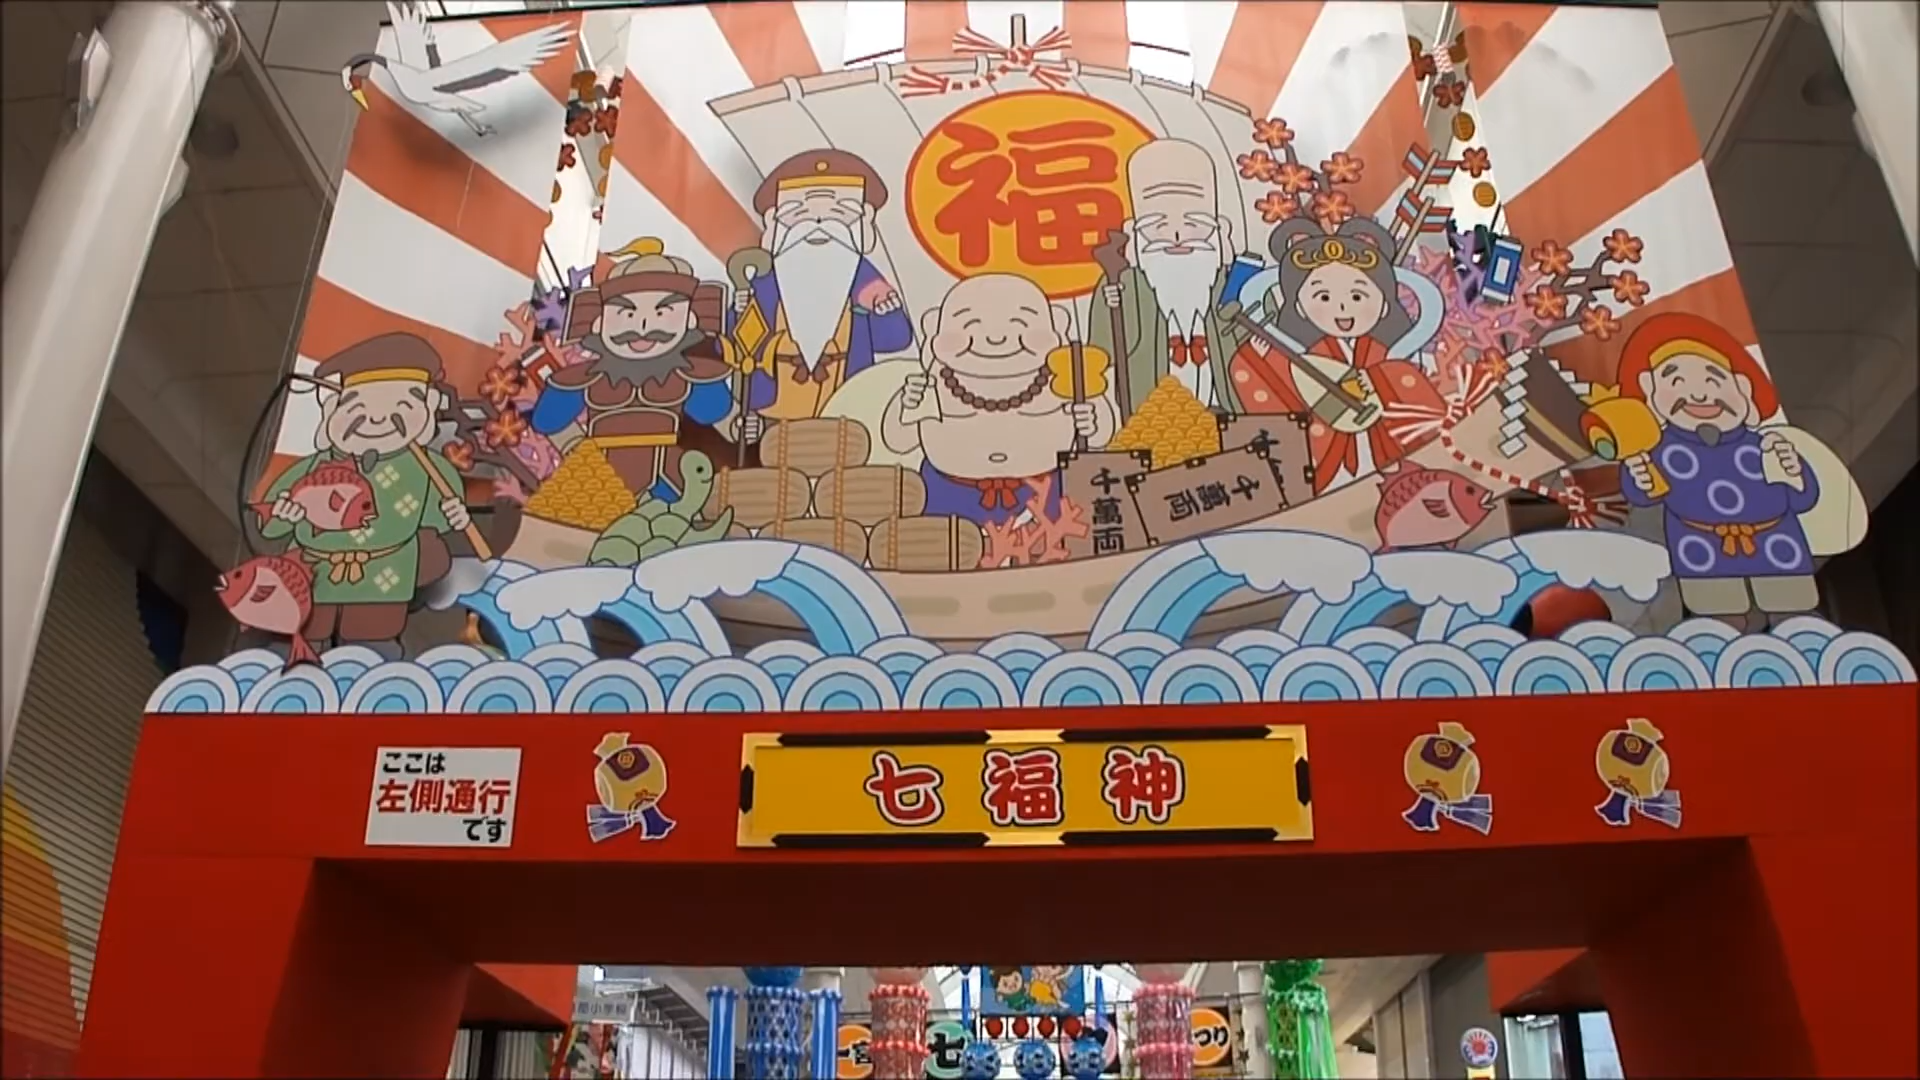 福
千萬両
千萬両
ここは
左側通行
です
七福神
一宮
七
つり